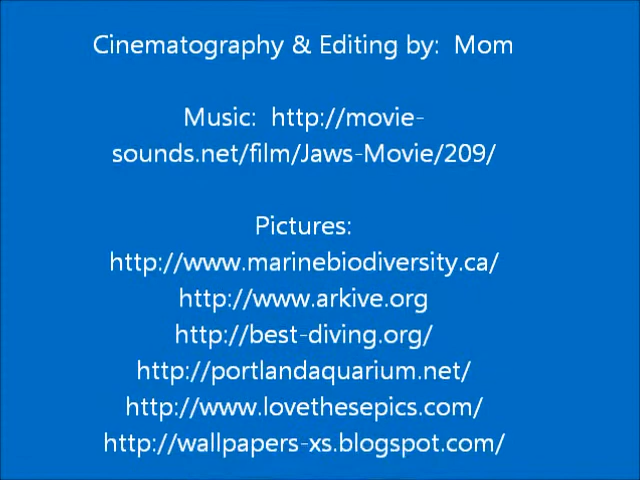 Cinematography & Editing by:  Mom
Music:  http://movie-
sounds.net/film/Jaws-Movie/209/
Pictures:
http://www.marinebiodiversity.ca/
http://www.arkive.org
http://best-diving.org/
http://portlandaquarium.net/
http://www.lovethesepics.com/
http://wallpapers-xs.blogspot.com/